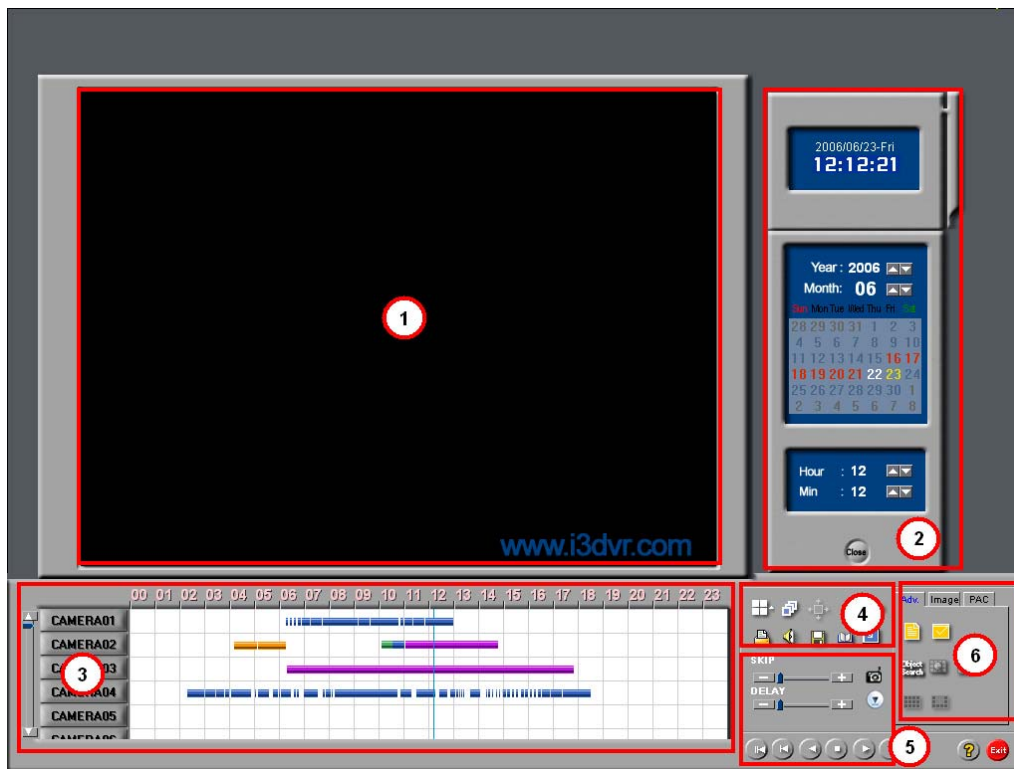 2006/06/23-Fri
12:12:21
Year : 2006
Month: 06
Sun Mon Tue Wed Thu Fri Sat
28 29 30 31 1 2 3
4 5 6 7 8 9 10
11 12 13 14 15 16 17
18 19 20 21 22 23 24
25 26 27 28 29 30 1
2 3 4 5 6 7 8
Hour : 12
Min : 12
Close
1
2
www.i3dvr.com
00 01 02 03 04 05 06 07 08 09 10 11 12 13 14 15 16 17 18 19 20 21 22 23
CAMERA01
CAMERA02
03
CAMERA04
CAMERA05
CAMERA06
3
4
SKIP
DELAY
5
Adv. Image PAC
Object Search
6
? Exit